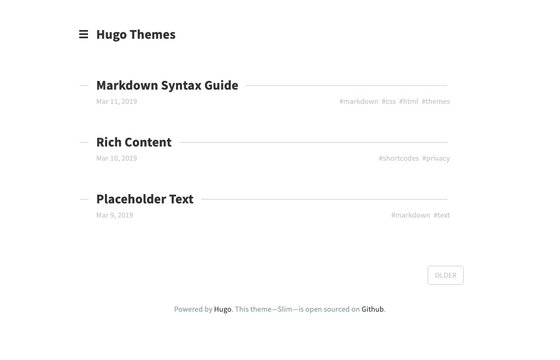 Hugo Themes
Markdown Syntax Guide
Mar 11, 2019 #markdown #css #html #themes
Rich Content
Mar 10, 2019 #shortcodes #privacy
Placeholder Text
Mar 9, 2019 #markdown #text
OLDER
Powered by Hugo. This theme—Slim—is open sourced on Github.